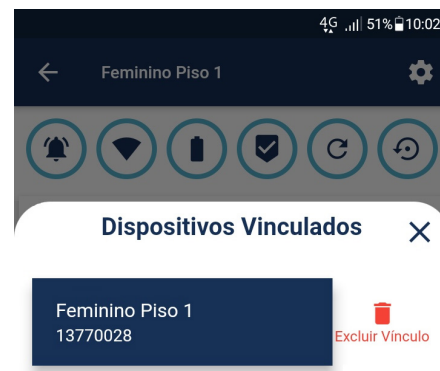 4G 51% 10:02
Feminino Piso 1
Dispositivos Vinculados
Feminino Piso 1
13770028
Excluir Vínculo